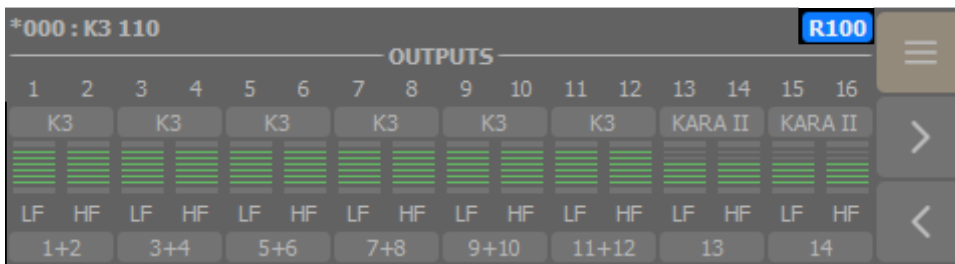 *000 : K3 110 R100
OUTPUTS
1 2 3 4 5 6 7 8 9 10 11 12 13 14 15 16
K3 K3 K3 K3 K3 K3 KARA II KARA II
LF HF LF HF LF HF LF HF LF HF LF HF LF HF LF HF
1+2 3+4 5+6 7+8 9+10 11+12 13 14